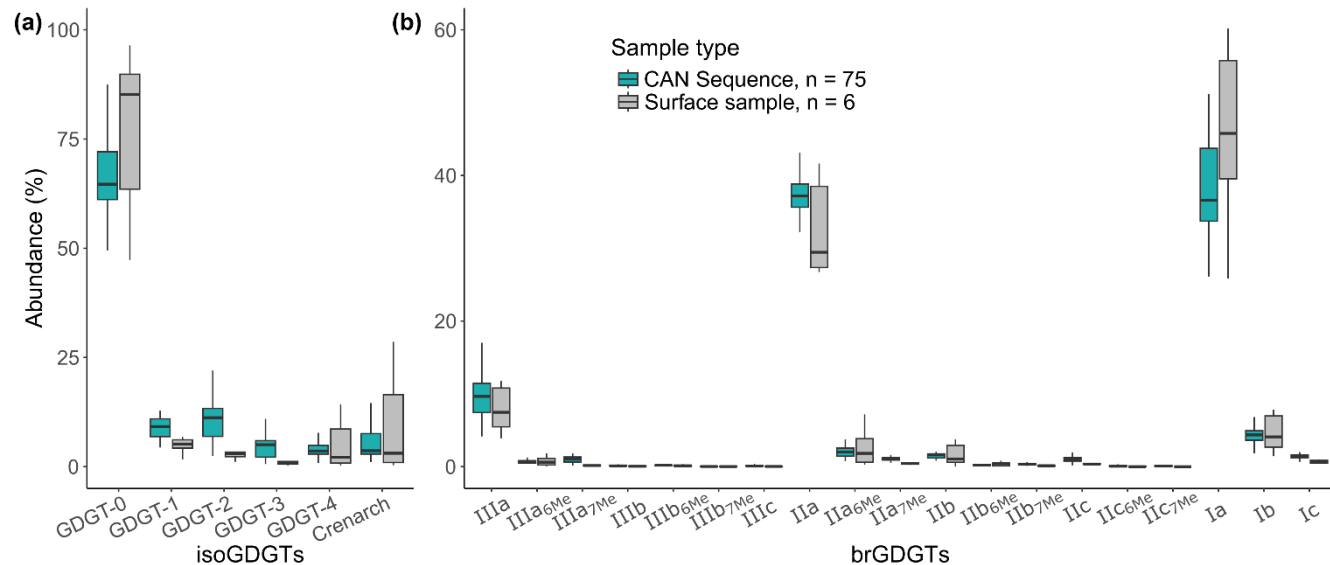 (a)
(b)
Abundance (%)
100
75
50
25
0
GDGT-0
GDGT-1
GDGT-2
GDGT-3
GDGT-4
Crenarch
isoGDGTs
Sample type
CAN Sequence, n = 75
Surface sample, n = 6
60
40
20
0
IIIa
IIIa6Me
IIIa7Me
IIIb
IIIb6Me
IIIb7Me
IIIc
IIa
IIa6Me
IIa7Me
IIb
IIb6Me
IIb7Me
IIc
IIc6Me
IIc7Me
Ia
Ib
Ic
brGDGTs